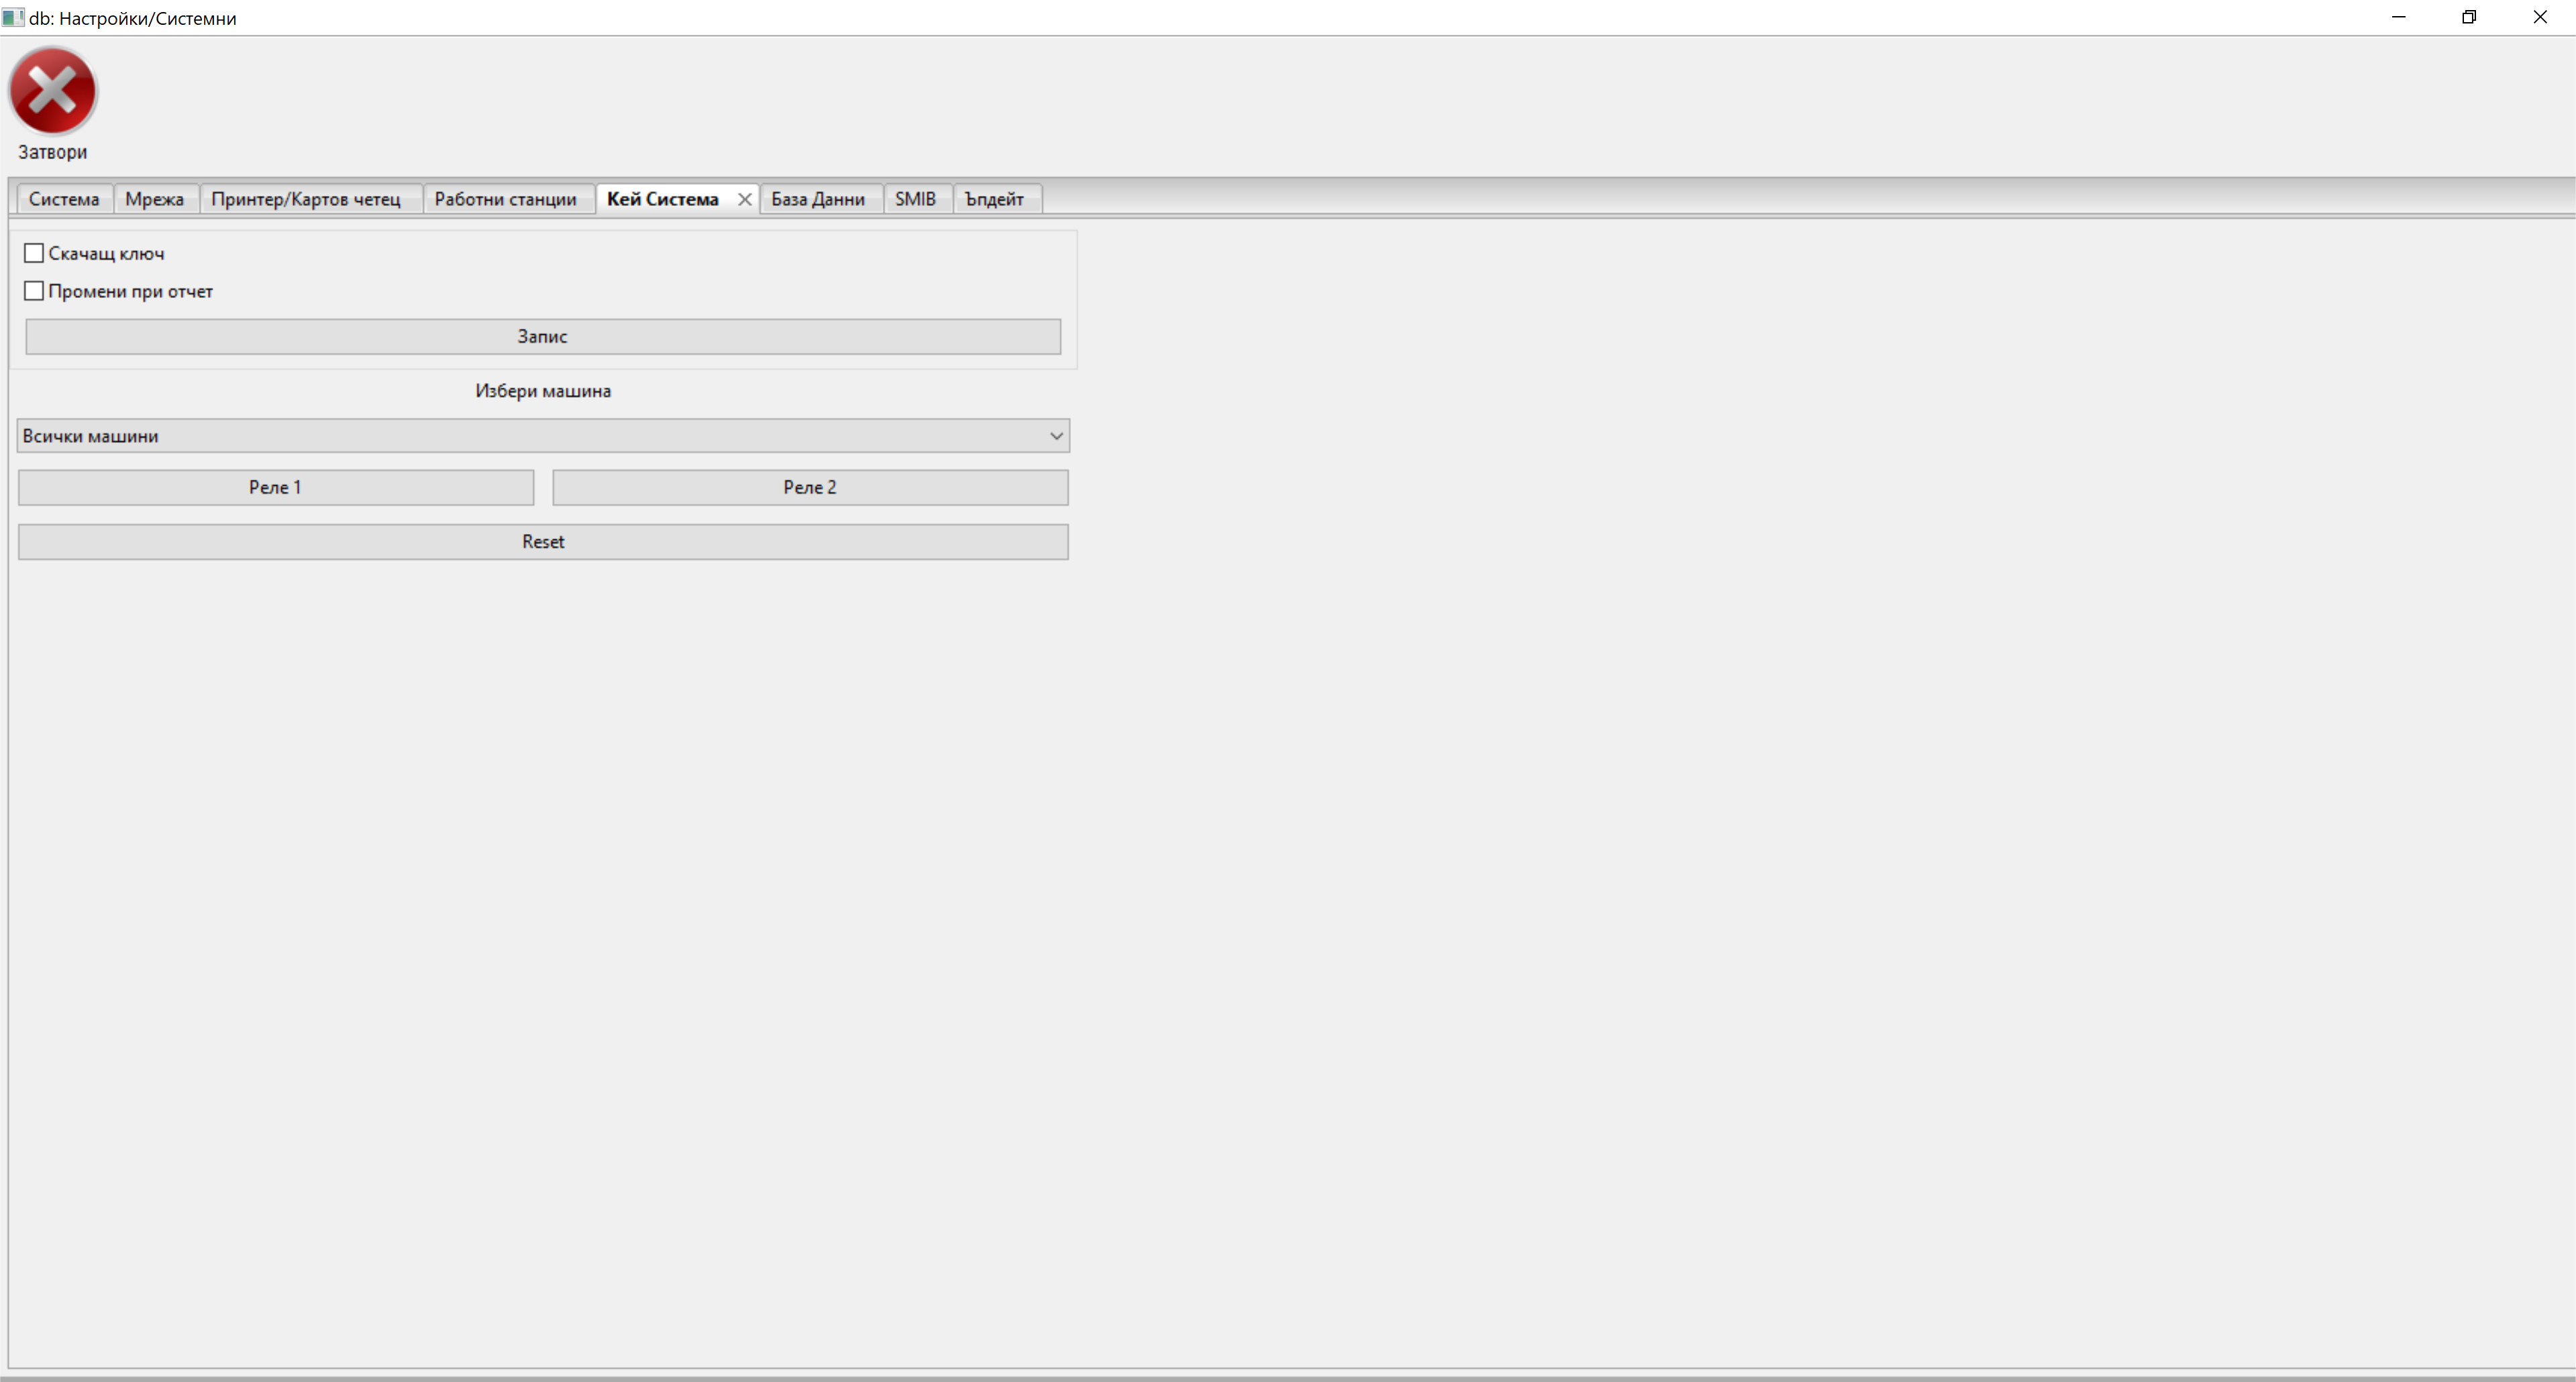 db: Настройки/Системни
Затвори
Система Мрежа Принтер/Картов четец Работни станции Кей Система База Данни SMIB Ъпдейт
Скачащ ключ
Промени при отчет
Запис
Избери машина
Всички машини
Реле 1 Реле 2
Reset